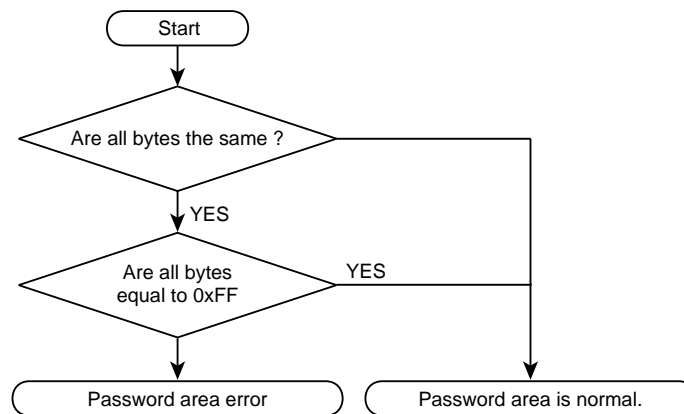 Start
Are all bytes the same ?
YES
Are all bytes
equal to 0xFF
YES
Password area error
Password area is normal.